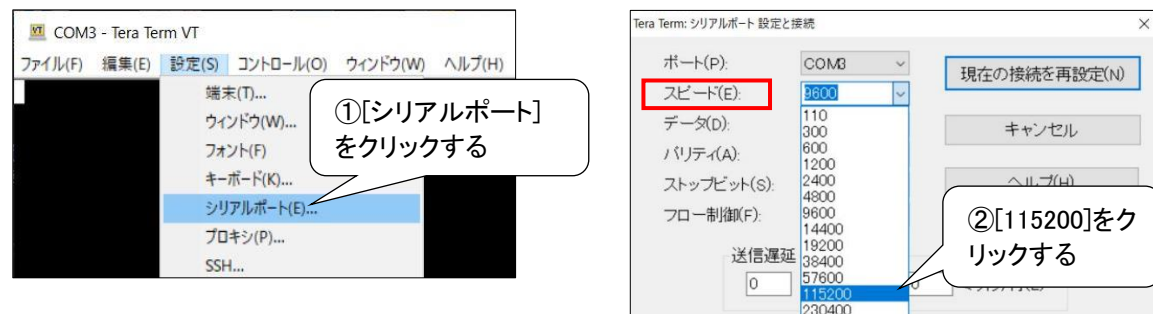 COM3 - Tera Term VT
ファイル(F) 編集(E) 設定(S) コントロール(O) ウィンドウ(W) ヘルプ(H)
端末(T)...
ウィンドウ(W)...
フォント(F)
キーボード(K)...
シリアルポート(E)...
プロキシ(P)...
SSH...
①[シリアルポート]
をクリックする
Tera Term: シリアルポート 設定と接続
ポート(P): COM3
現在の接続を再設定(N)
スピード(E): 9600
データ(D):
キャンセル
パリティ(A):
ストップビット(S):
ヘルプ(H)
フロー制御(F):
110
300
600
1200
2400
4800
9600
14400
19200
38400
57600
115200
230400
送信遅延
0
②[115200]をク
リックする